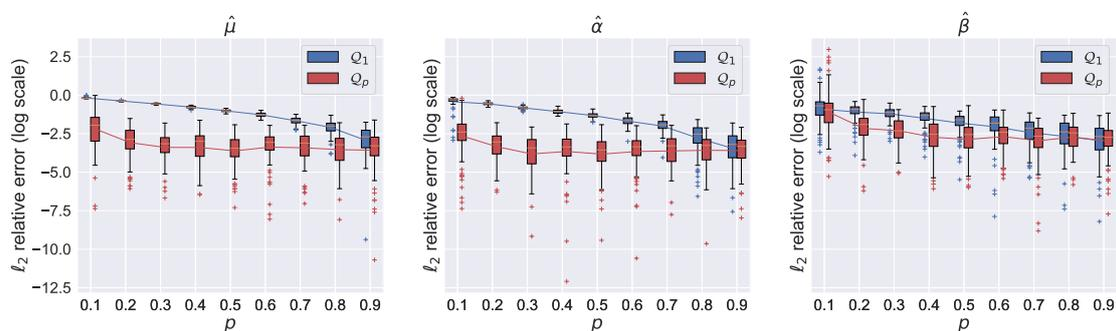 μ̂
α̂
β̂
ℓ₂ relative error (log scale)
2.5
0.0
−2.5
−5.0
−7.5
−10.0
−12.5
𝒬₁
𝒬ₚ
0.1 0.2 0.3 0.4 0.5 0.6 0.7 0.8 0.9
p
ℓ₂ relative error (log scale)
𝒬₁
𝒬ₚ
0.1 0.2 0.3 0.4 0.5 0.6 0.7 0.8 0.9
p
ℓ₂ relative error (log scale)
𝒬₁
𝒬ₚ
0.1 0.2 0.3 0.4 0.5 0.6 0.7 0.8 0.9
p